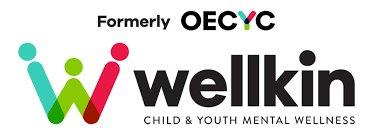 Formerly OECYC
wellkin
CHILD & YOUTH MENTAL WELLNESS